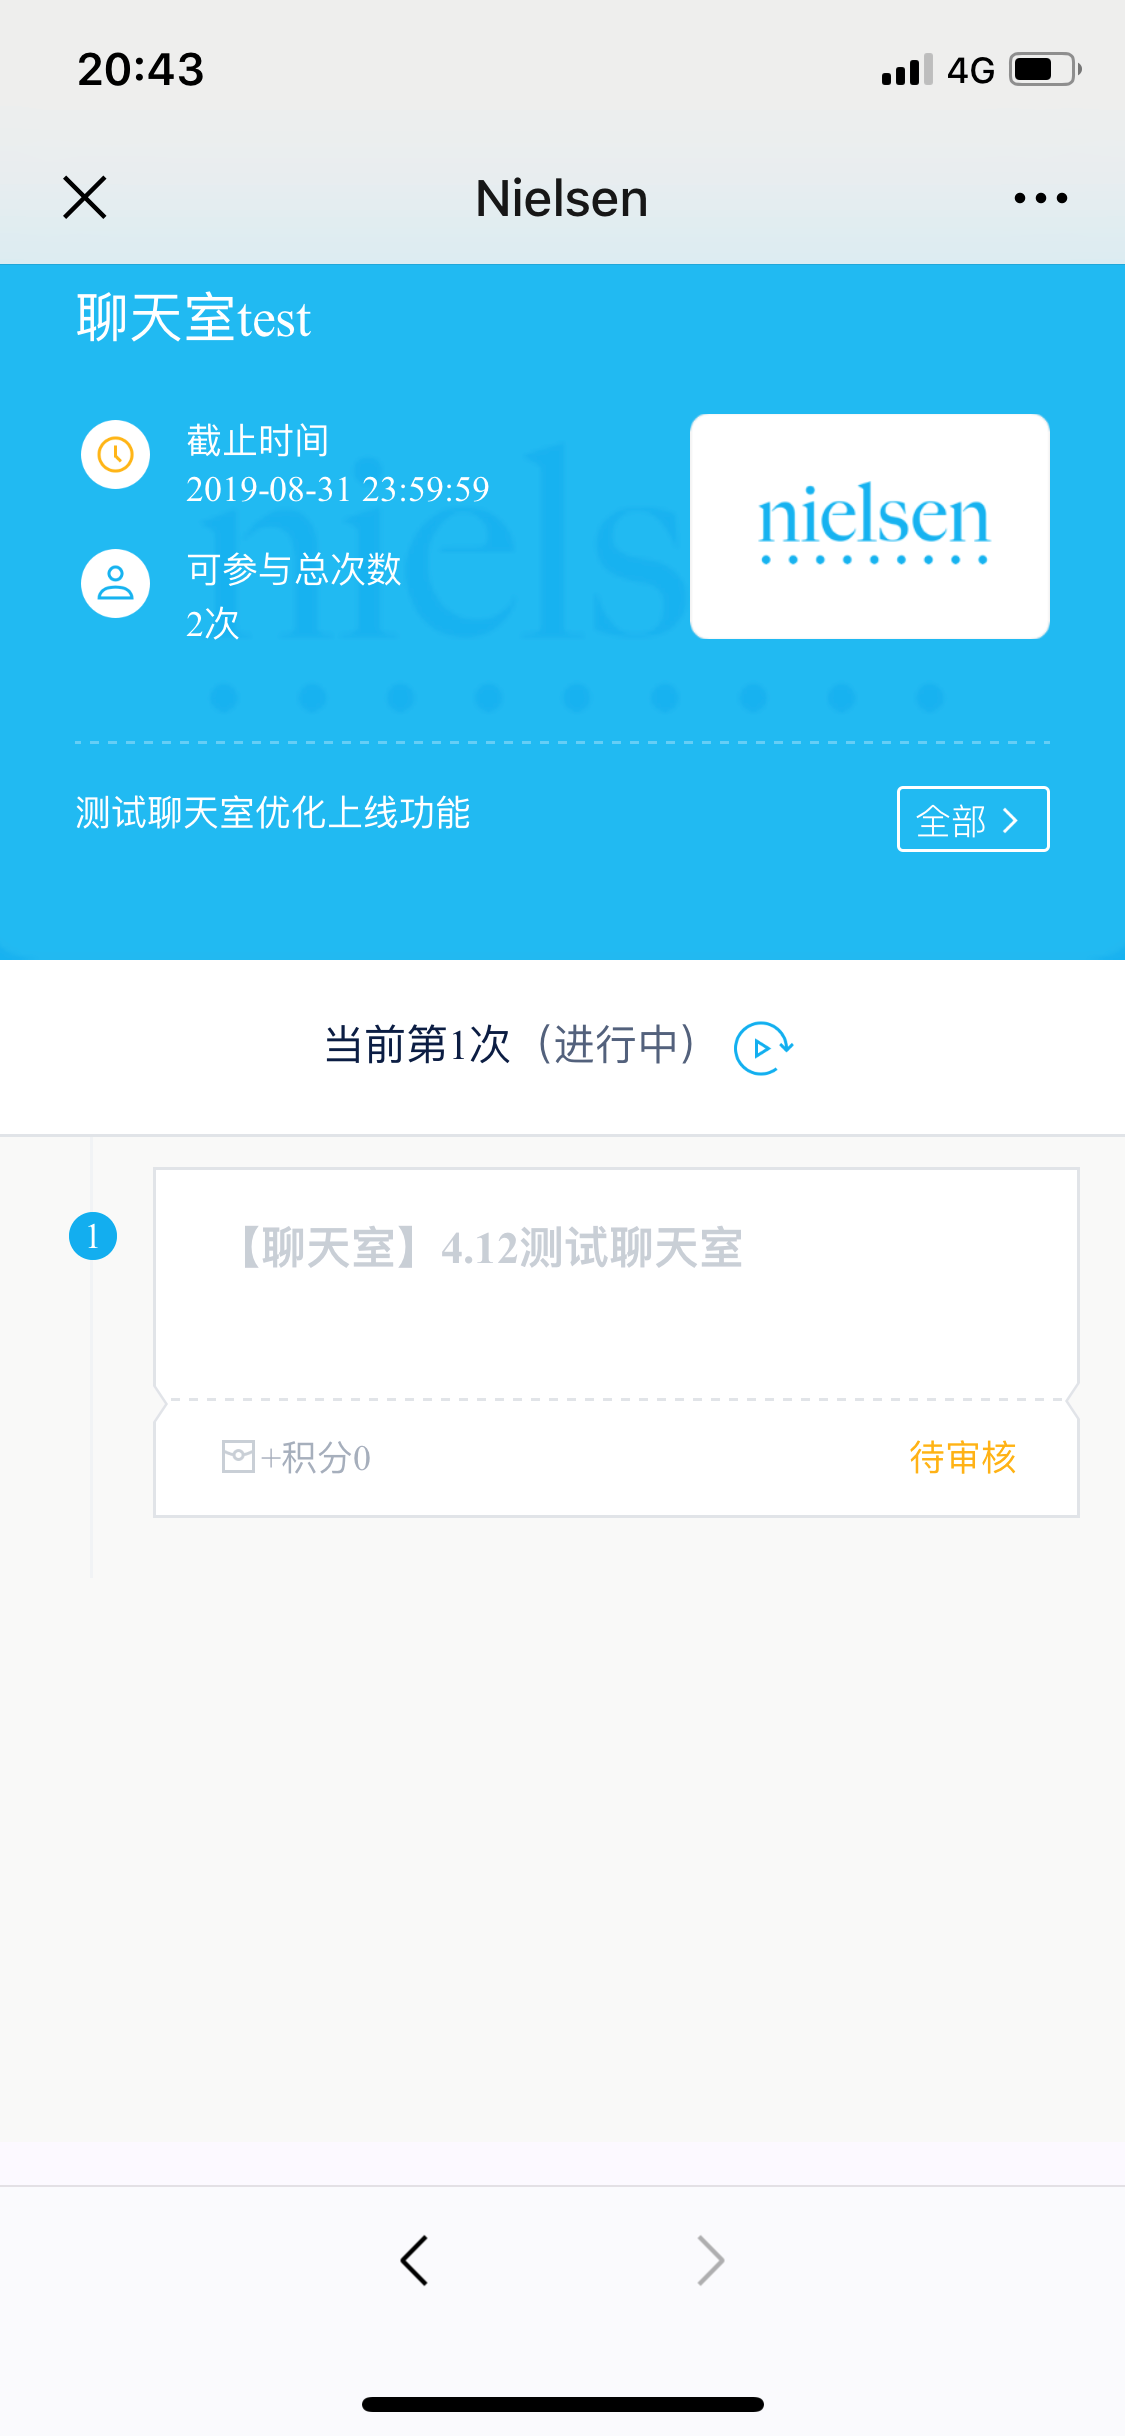 20:43
4G
Nielsen
聊天室test
截止时间
2019-08-31 23:59:59
nielsen
niels
可参与总次数
2次
测试聊天室优化上线功能
全部
当前第1次（进行中）
1
【聊天室】4.12测试聊天室
+积分0
待审核